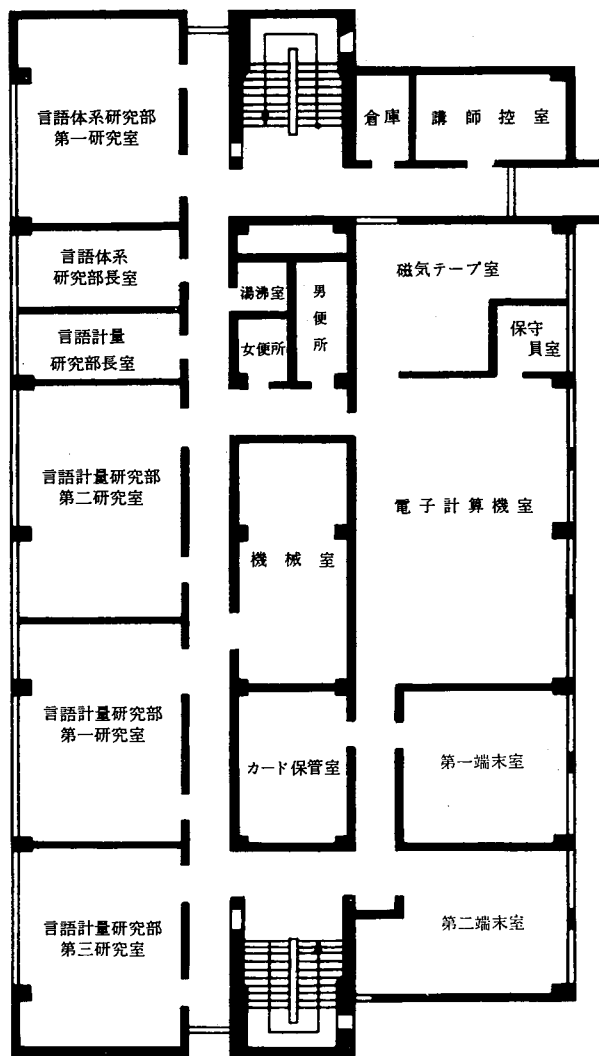 言語体系研究部
第一研究室
倉庫
講師控室
言語体系
研究部長室
磁気テープ室
湯沸室
男便所
言語計量
研究部長室
女便所
保守
員室
言語計量研究部
第二研究室
機械室
電子計算機室
言語計量研究部
第一研究室
カード保管室
第一端末室
言語計量研究部
第三研究室
第二端末室